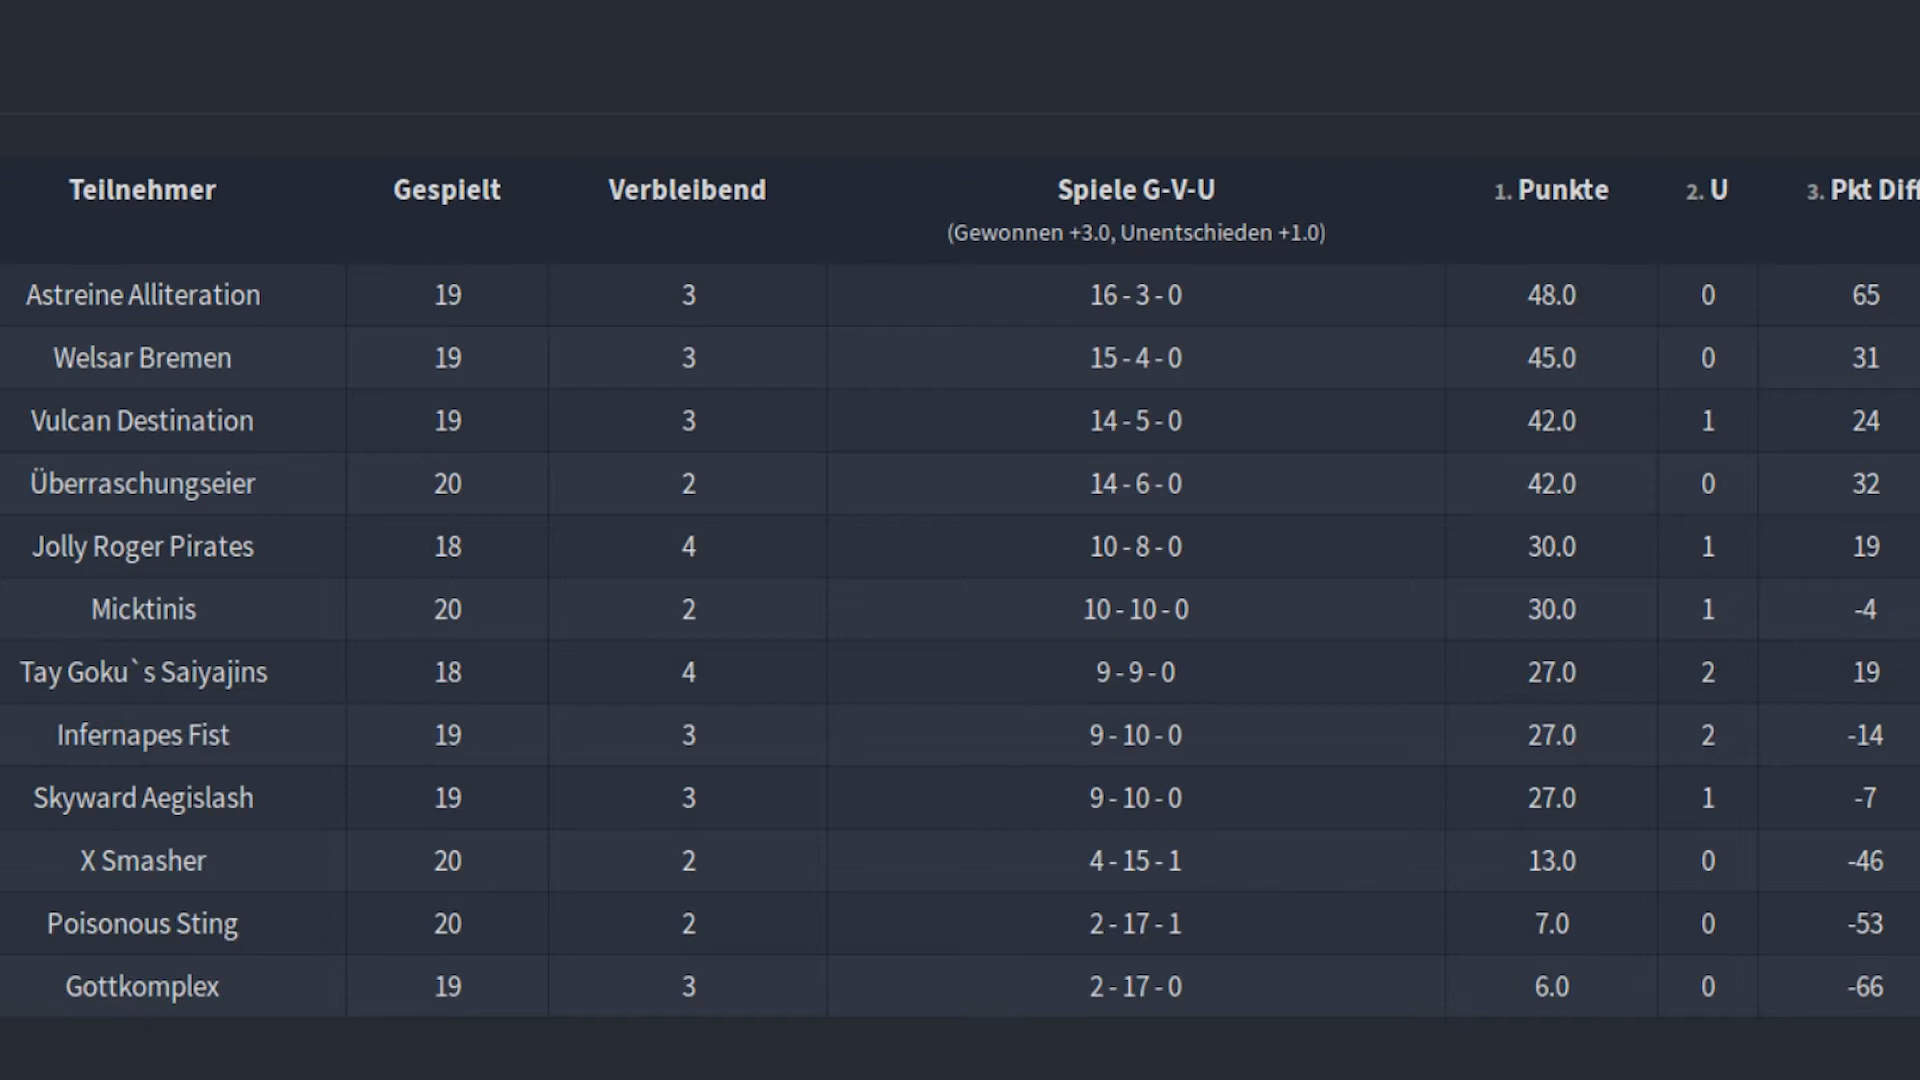 Teilnehmer Gespielt Verbleibend Spiele G-V-U 1. Punkte 2. U 3. Pkt Diff
(Gewonnen +3.0, Unentschieden +1.0)
Astreine Alliteration 19 3 16 - 3 - 0 48.0 0 65
Welsar Bremen 19 3 15 - 4 - 0 45.0 0 31
Vulcan Destination 19 3 14 - 5 - 0 42.0 1 24
Überraschungseier 20 2 14 - 6 - 0 42.0 0 32
Jolly Roger Pirates 18 4 10 - 8 - 0 30.0 1 19
Micktinis 20 2 10 - 10 - 0 30.0 1 -4
Tay Goku`s Saiyajins 18 4 9 - 9 - 0 27.0 2 19
Infernapes Fist 19 3 9 - 10 - 0 27.0 2 -14
Skyward Aegislash 19 3 9 - 10 - 0 27.0 1 -7
X Smasher 20 2 4 - 15 - 1 13.0 0 -46
Poisonous Sting 20 2 2 - 17 - 1 7.0 0 -53
Gottkomplex 19 3 2 - 17 - 0 6.0 0 -66